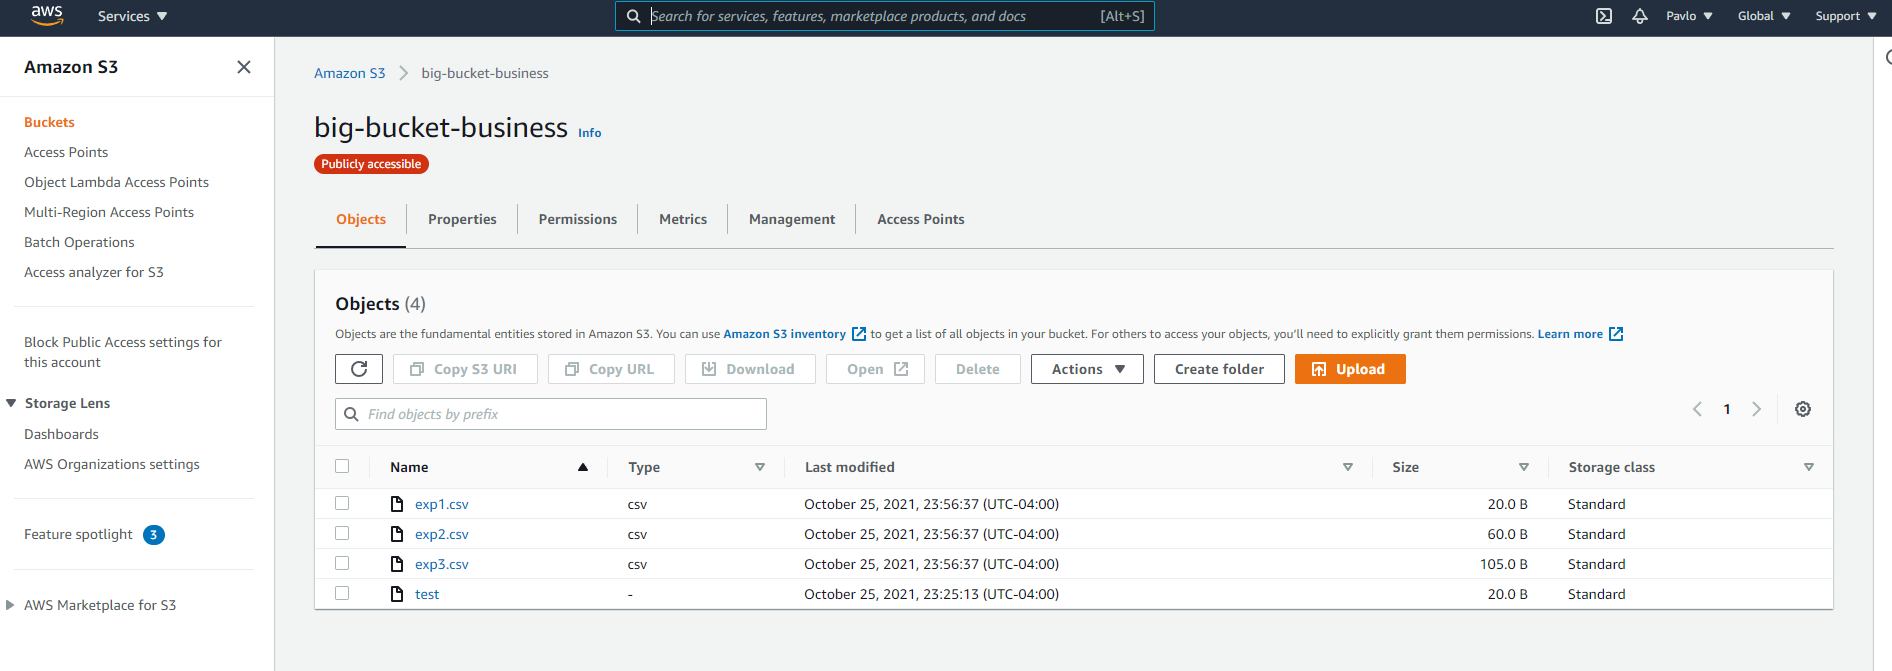 aws Services Search for services, features, marketplace products, and docs [Alt+S] Pavlo Global Support
Amazon S3
Buckets
Access Points
Object Lambda Access Points
Multi-Region Access Points
Batch Operations
Access analyzer for S3
Block Public Access settings for
this account
Storage Lens
Dashboards
AWS Organizations settings
Feature spotlight 3
AWS Marketplace for S3
Amazon S3 big-bucket-business
big-bucket-business Info
Publicly accessible
Objects Properties Permissions Metrics Management Access Points
Objects (4)
Objects are the fundamental entities stored in Amazon S3. You can use Amazon S3 inventory to get a list of all objects in your bucket. For others to access your objects, you'll need to explicitly grant them permissions. Learn more
Copy S3 URI Copy URL Download Open Delete Actions Create folder Upload
Find objects by prefix 1
Name Type Last modified Size Storage class
exp1.csv csv October 25, 2021, 23:56:37 (UTC-04:00) 20.0 B Standard
exp2.csv csv October 25, 2021, 23:56:37 (UTC-04:00) 60.0 B Standard
exp3.csv csv October 25, 2021, 23:56:37 (UTC-04:00) 105.0 B Standard
test - October 25, 2021, 23:25:13 (UTC-04:00) 20.0 B Standard